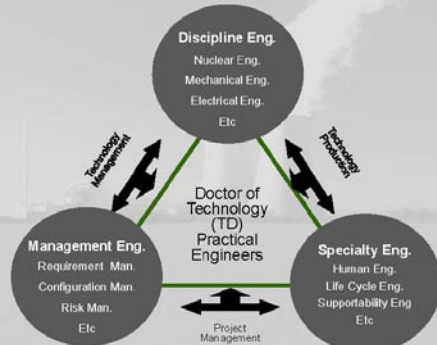 Discipline Eng.
Nuclear Eng.
Mechanical Eng.
Electrical Eng.
Etc
Technology
Management
Technology
Production
Doctor of
Technology
(TD)
Practical
Engineers
Management Eng.
Requirement Man.
Configuration Man.
Risk Man.
Etc
Specialty Eng.
Human Eng.
Life Cycle Eng.
Supportability Eng
Etc
Project
Management